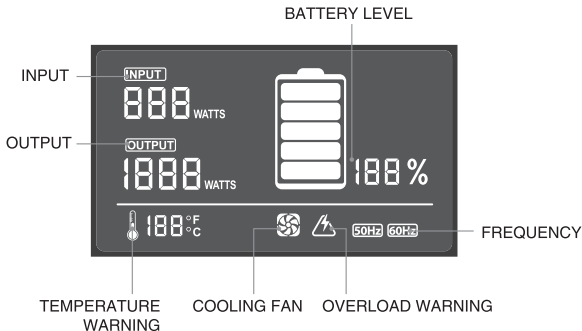 BATTERY LEVEL
INPUT
INPUT
888 WATTS
OUTPUT
OUTPUT
1888 WATTS
188 %
188 °F
°C
50Hz 60Hz
FREQUENCY
TEMPERATURE
WARNING
COOLING FAN
OVERLOAD WARNING